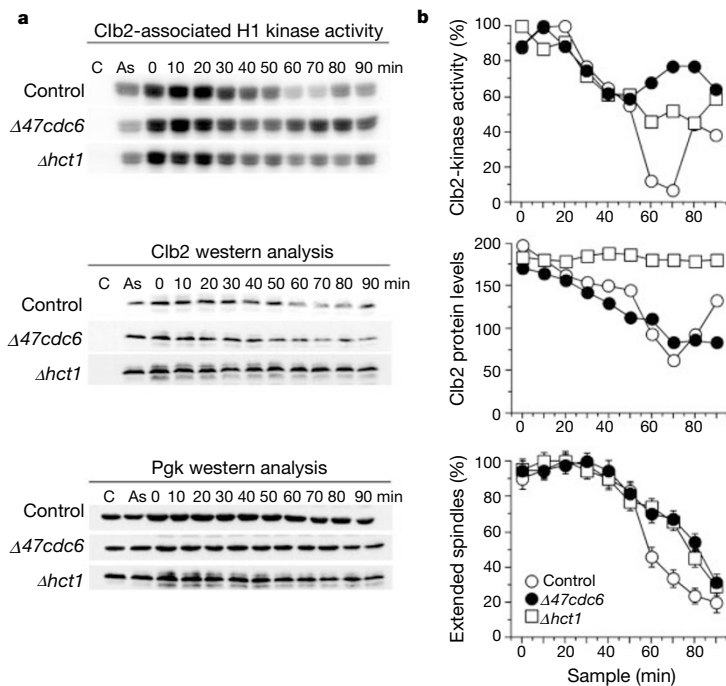 a
Clb2-associated H1 kinase activity
C As 0 10 20 30 40 50 60 70 80 90 min
Control
Δ47cdc6
Δhct1
Clb2 western analysis
C As 0 10 20 30 40 50 60 70 80 90 min
Control
Δ47cdc6
Δhct1
Pgk western analysis
C As 0 10 20 30 40 50 60 70 80 90 min
Control
Δ47cdc6
Δhct1
b
Clb2-kinase activity (%)
100
80
60
40
20
0
0 20 40 60 80
Clb2 protein levels
200
150
100
50
0
0 20 40 60 80
Extended spindles (%)
100
80
60
40
20
0
Control
Δ47cdc6
Δhct1
0 20 40 60 80
Sample (min)